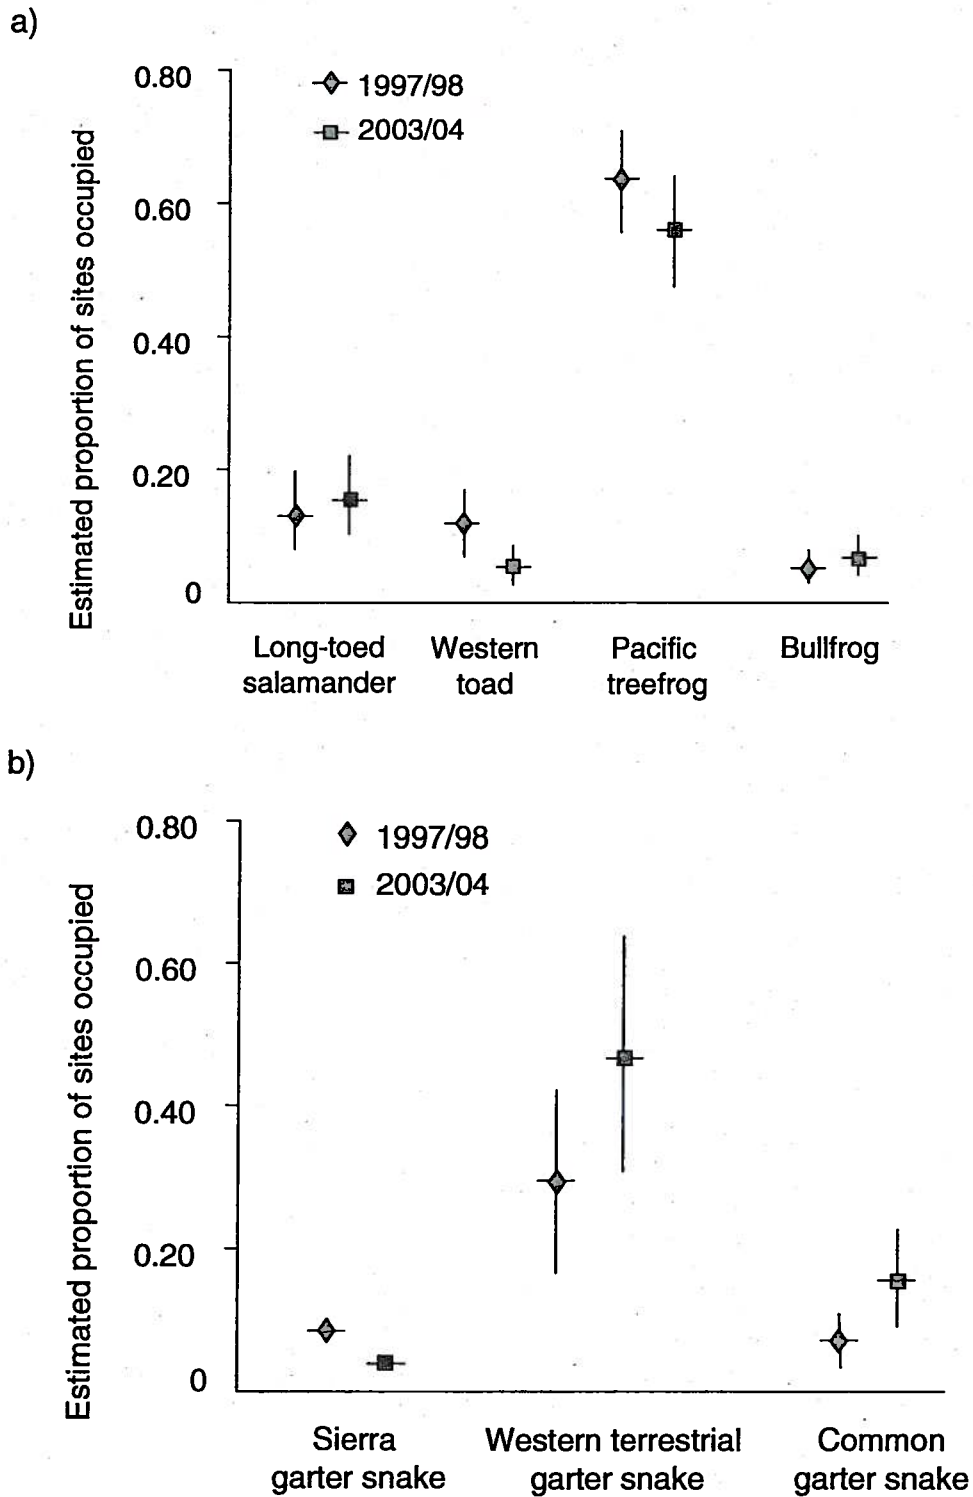 a)
Estimated proportion of sites occupied
0.80
0.60
0.40
0.20
0
1997/98
2003/04
Long-toed
salamander
Western
toad
Pacific
treefrog
Bullfrog
b)
Estimated proportion of sites occupied
0.80
0.60
0.40
0.20
0
1997/98
2003/04
Sierra
garter snake
Western terrestrial
garter snake
Common
garter snake